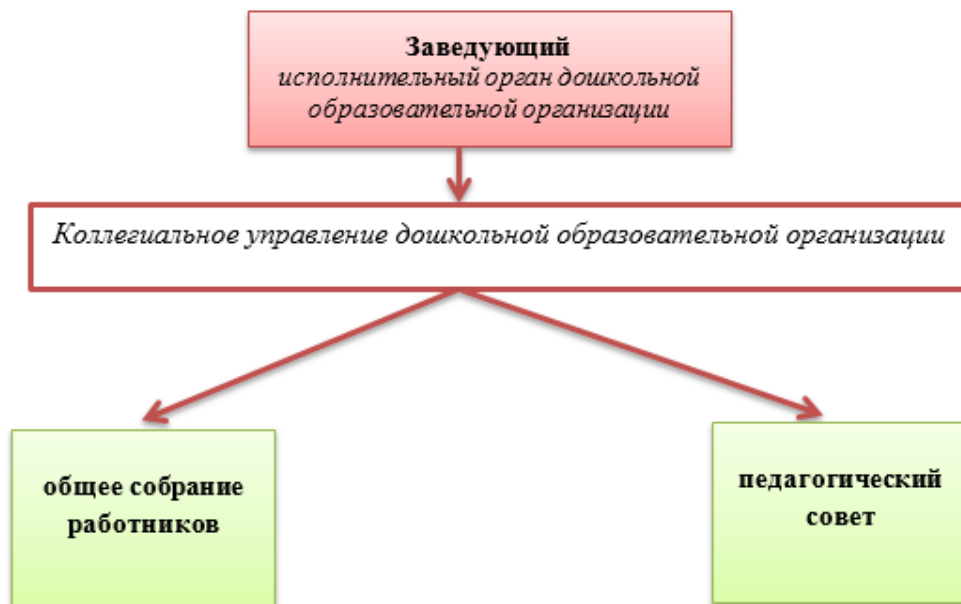 Заведующий
исполнительный орган дошкольной
образовательной организации
Коллегиальное управление дошкольной образовательной организации
общее собрание
работников
педагогический
совет